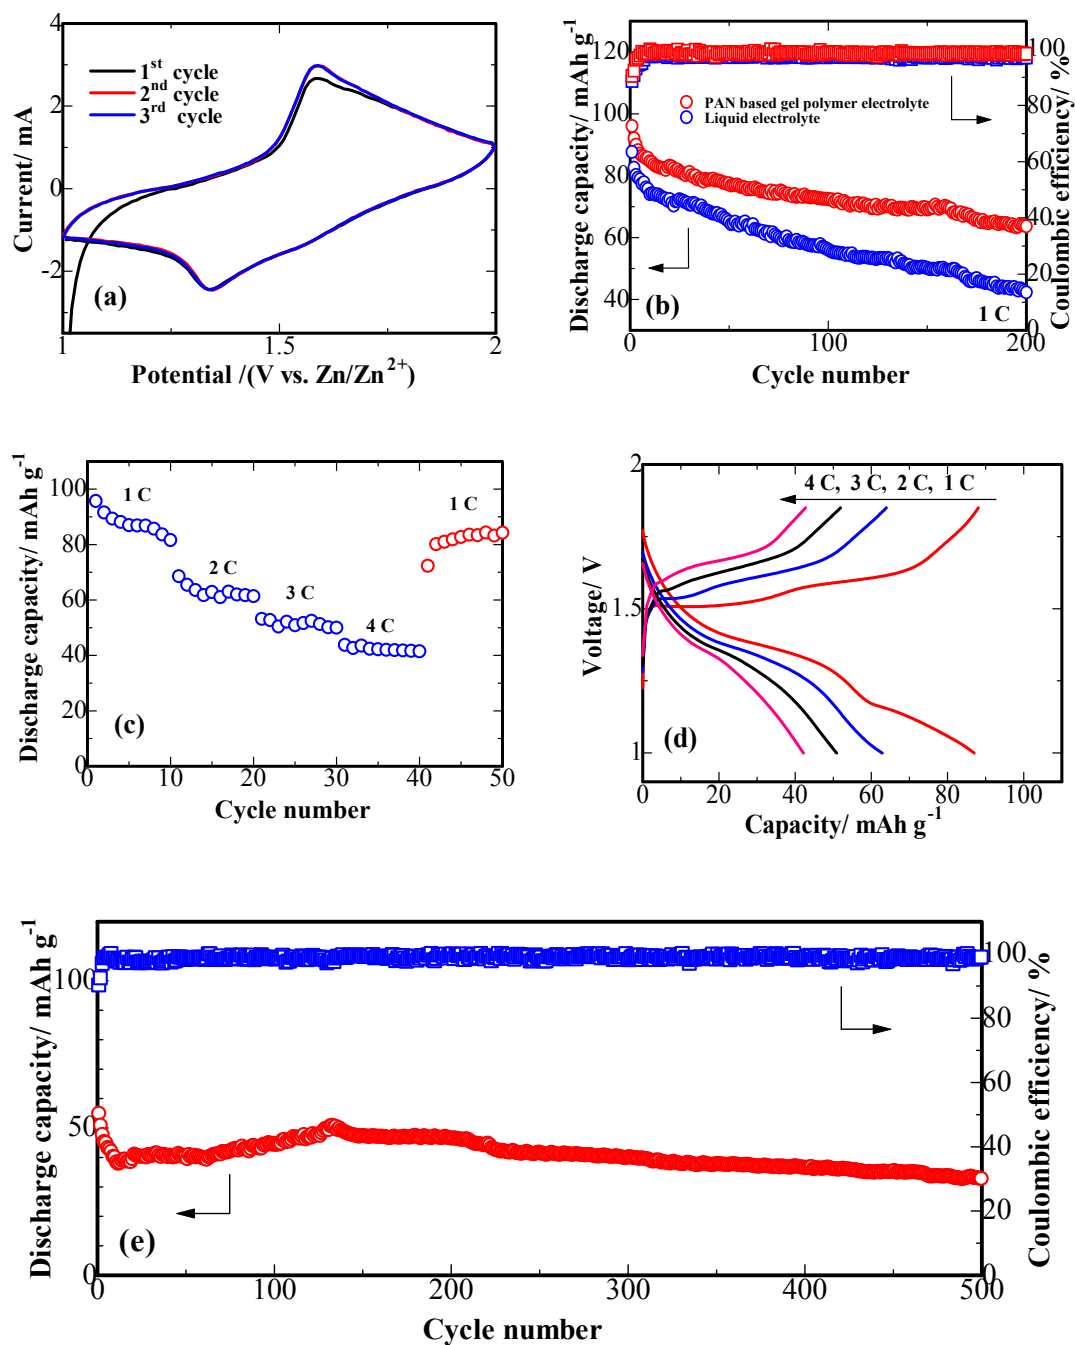 4
2
0
−2
1
1.5
2
Current/ mA
Potential /(V vs. Zn/Zn²⁺)
1ˢᵗ cycle
2ⁿᵈ cycle
3ʳᵈ cycle
(a)
120
100
80
60
40
0
100
200
100
80
60
40
20
0
Discharge capacity/ mAh g⁻¹
Coulombic efficiency/ %
Cycle number
PAN based gel polymer electrolyte
Liquid electrolyte
(b)
1 C
100
80
60
40
20
0
0
10
20
30
40
50
Discharge capacity/ mAh g⁻¹
Cycle number
1 C
2 C
3 C
4 C
1 C
(c)
2
1.5
1
0
20
40
60
80
100
Voltage/ V
Capacity/ mAh g⁻¹
4 C, 3 C, 2 C, 1 C
(d)
100
50
0
0
100
200
300
400
500
100
80
60
40
20
0
Discharge capacity/ mAh g⁻¹
Coulombic efficiency/ %
Cycle number
(e)